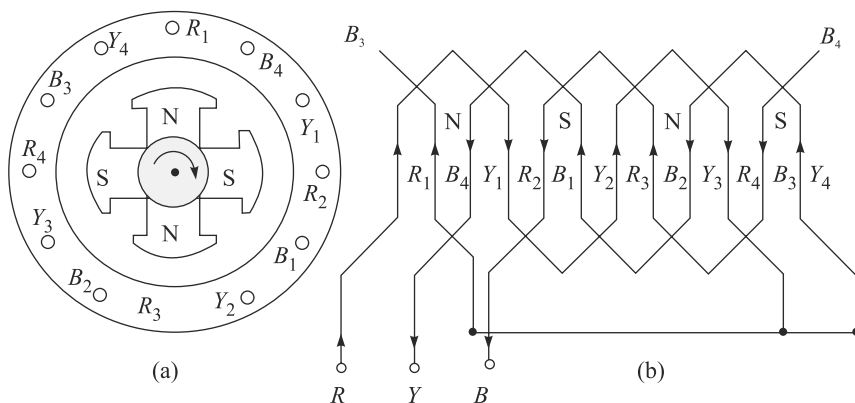 R₁
Y₄ B₄
B₃ Y₁
N
R₄ S S R₂
Y₃ N B₁
B₂ R₃ Y₂
(a)
B₃ B₄
N S N S
R₁ B₄ Y₁ R₂ B₁ Y₂ R₃ B₂ Y₃ R₄ B₃ Y₄
R Y B
(b)